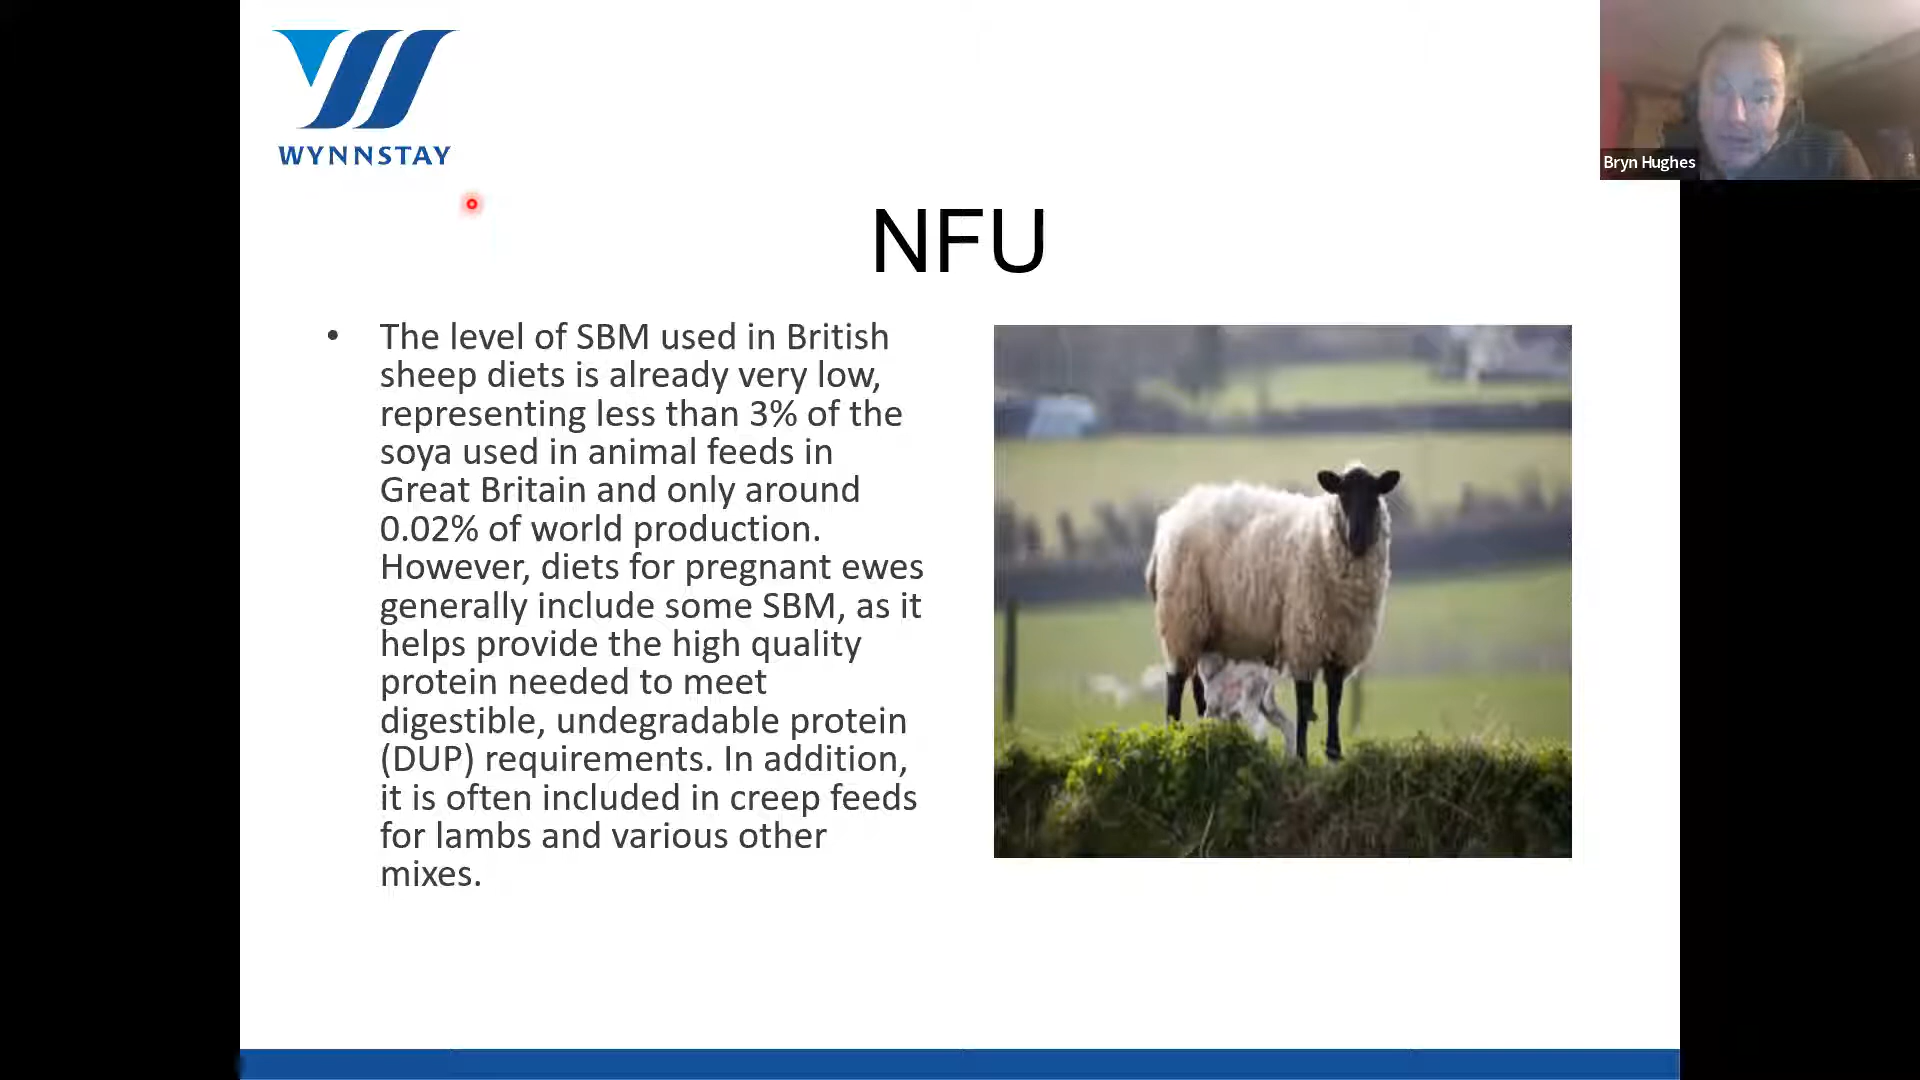 WYNNSTAY
Bryn Hughes
NFU
• The level of SBM used in British
sheep diets is already very low,
representing less than 3% of the
soya used in animal feeds in
Great Britain and only around
0.02% of world production.
However, diets for pregnant ewes
generally include some SBM, as it
helps provide the high quality
protein needed to meet
digestible, undegradable protein
(DUP) requirements. In addition,
it is often included in creep feeds
for lambs and various other
mixes.